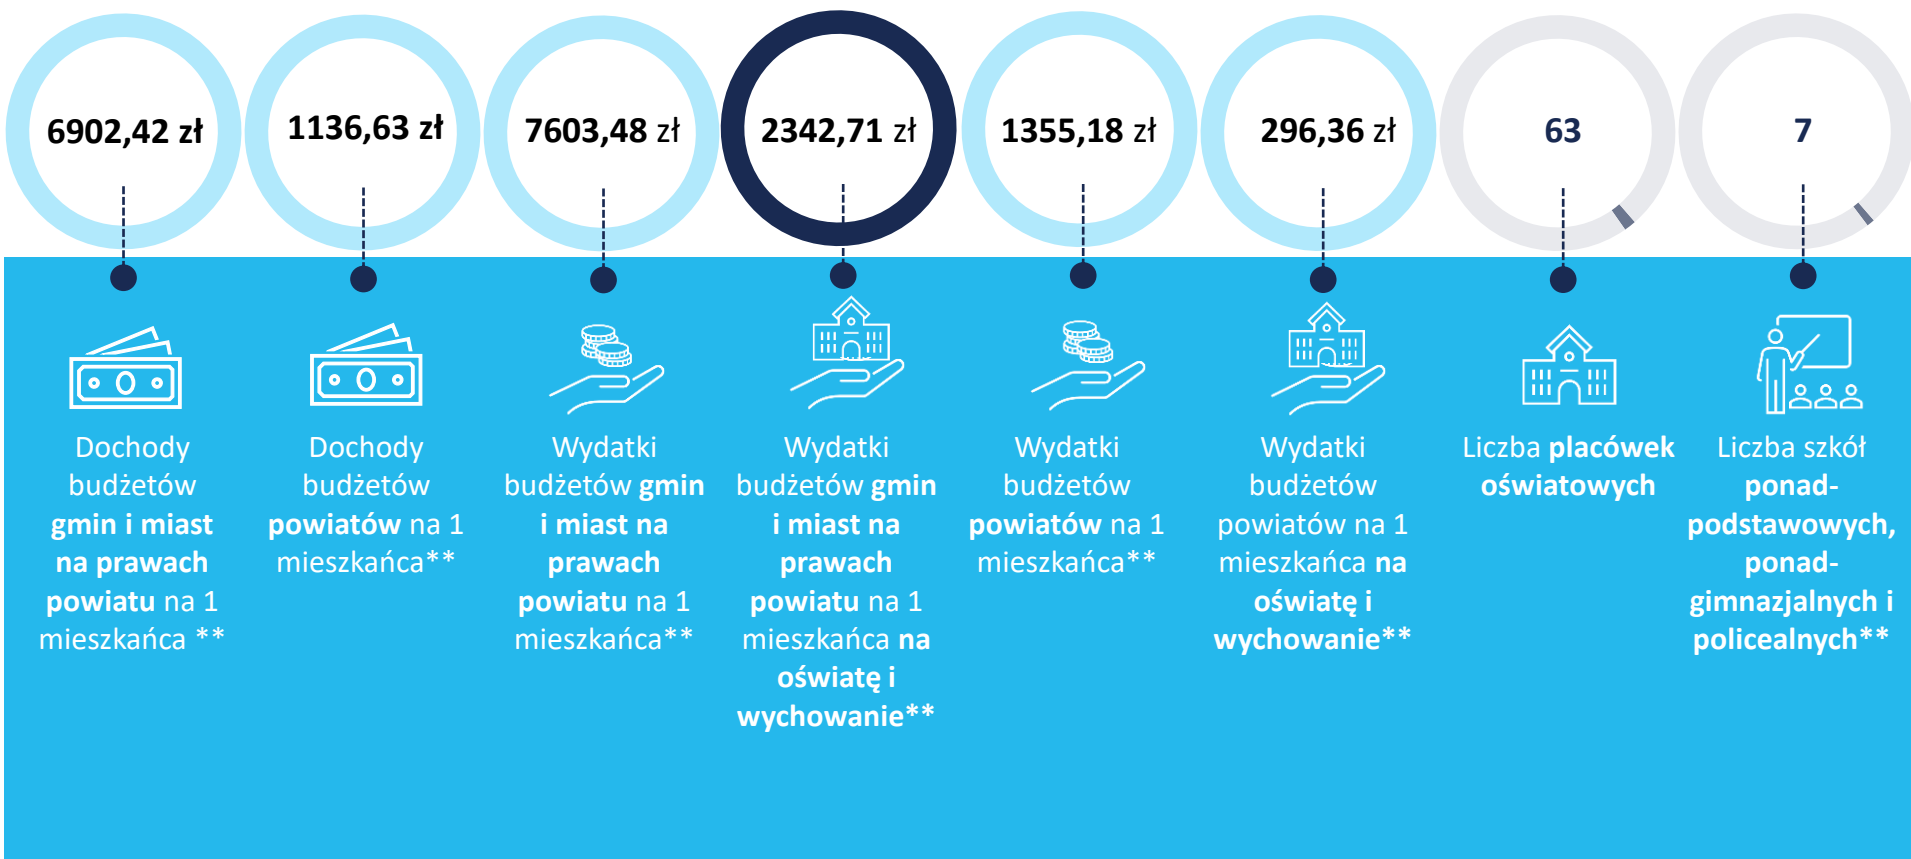 6902,42 zł
1136,63 zł
7603,48 zł
2342,71 zł
1355,18 zł
296,36 zł
63
7
Dochody
budżetów
gmin i miast
na prawach
powiatu na 1
mieszkańca **
Dochody
budżetów
powiatów na 1
mieszkańca**
Wydatki
budżetów gmin
i miast na
prawach
powiatu na 1
mieszkańca**
Wydatki
budżetów gmin
i miast na
prawach
powiatu na 1
mieszkańca na
oświatę i
wychowanie**
Wydatki
budżetów
powiatów na 1
mieszkańca**
Wydatki
budżetów
powiatów na 1
mieszkańca na
oświatę i
wychowanie**
Liczba placówek
oświatowych
Liczba szkół
ponad-
podstawowych,
ponad-
gimnazjalnych i
policealnych**